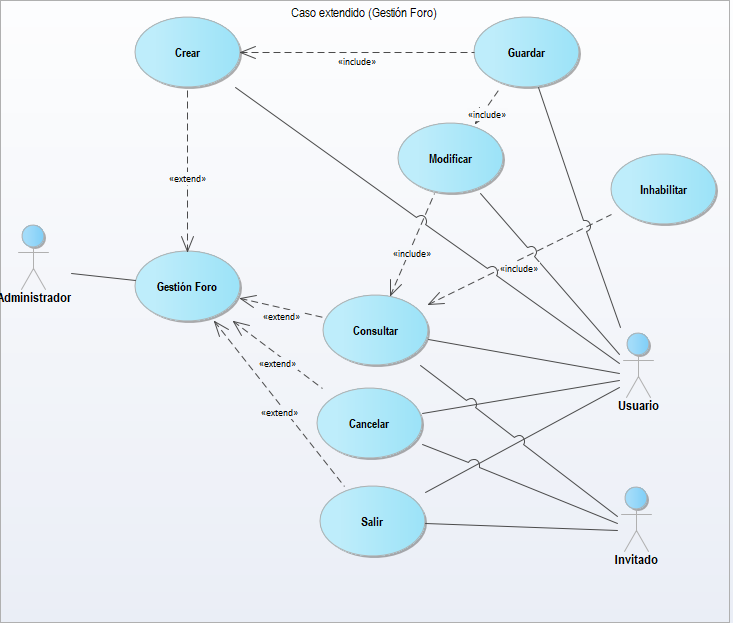 Caso extendido (Gestión Foro)
Crear
Guardar
«include»
«include»
Modificar
«extend»
Inhabilitar
«include»
«include»
Administrador
Gestión Foro
«extend»
Consultar
«extend»
Usuario
«extend»
Cancelar
Salir
Invitado